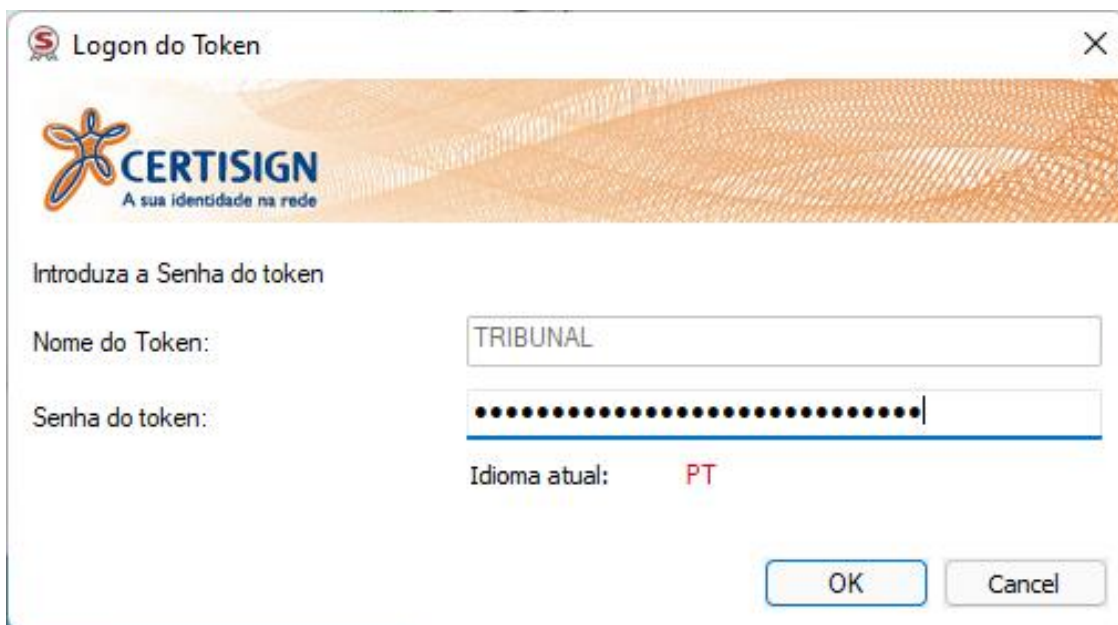 Logon do Token
CERTISIGN
A sua identidade na rede
Introduza a Senha do token
Nome do Token:
TRIBUNAL
Senha do token:
•••••••••••••••••••••••••••••
Idioma atual: PT
OK Cancel